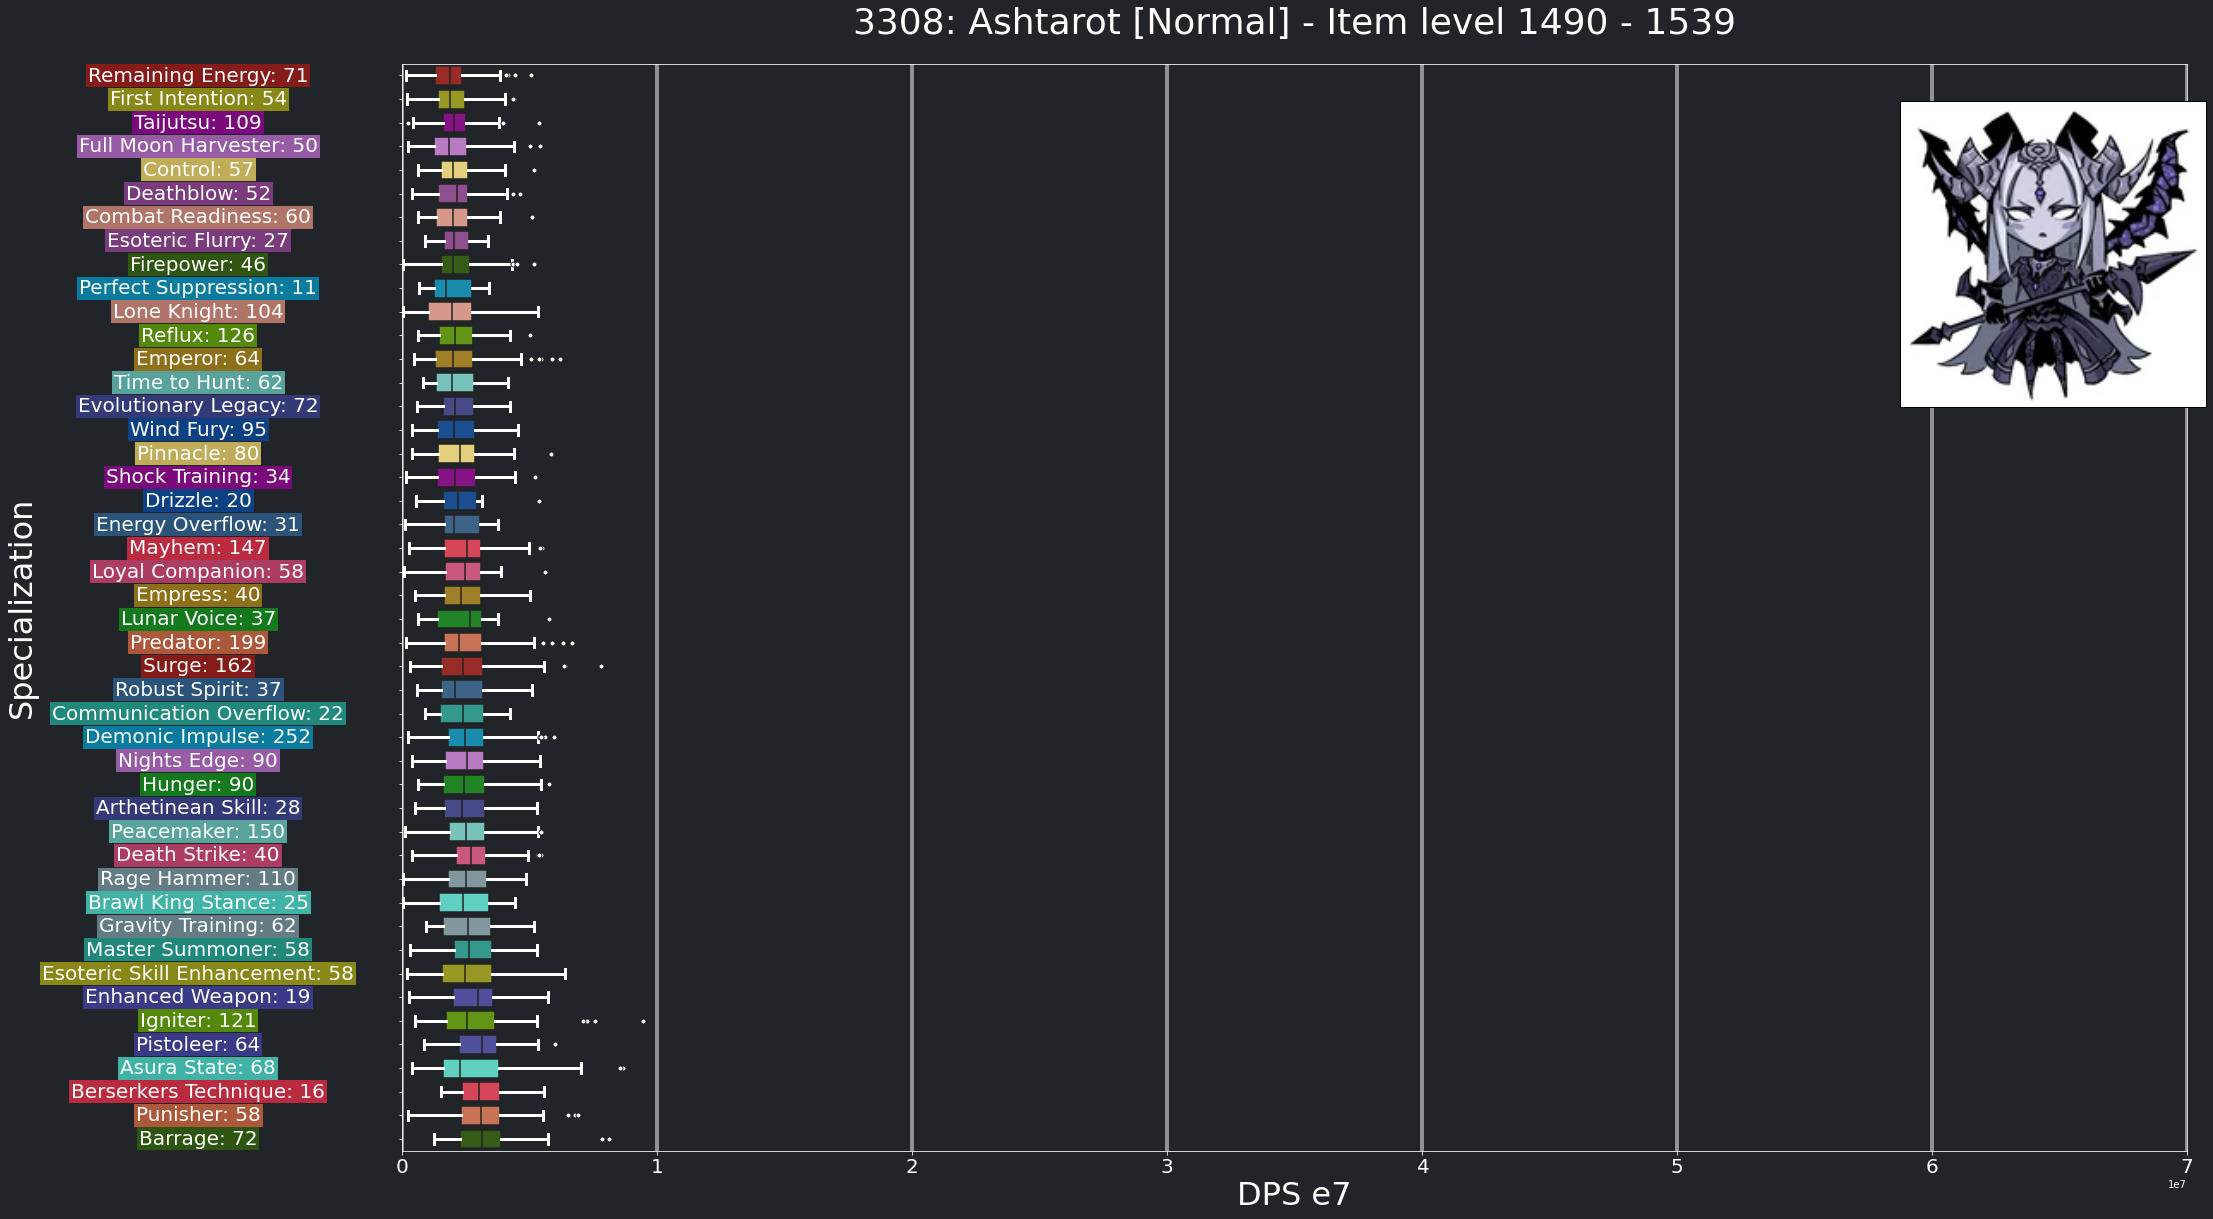 3308: Ashtarot [Normal] - Item level 1490 - 1539
Specialization
Remaining Energy: 71
First Intention: 54
Taijutsu: 109
Full Moon Harvester: 50
Control: 57
Deathblow: 52
Combat Readiness: 60
Esoteric Flurry: 27
Firepower: 46
Perfect Suppression: 11
Lone Knight: 104
Reflux: 126
Emperor: 64
Time to Hunt: 62
Evolutionary Legacy: 72
Wind Fury: 95
Pinnacle: 80
Shock Training: 34
Drizzle: 20
Energy Overflow: 31
Mayhem: 147
Loyal Companion: 58
Empress: 40
Lunar Voice: 37
Predator: 199
Surge: 162
Robust Spirit: 37
Communication Overflow: 22
Demonic Impulse: 252
Nights Edge: 90
Hunger: 90
Arthetinean Skill: 28
Peacemaker: 150
Death Strike: 40
Rage Hammer: 110
Brawl King Stance: 25
Gravity Training: 62
Master Summoner: 58
Esoteric Skill Enhancement: 58
Enhanced Weapon: 19
Igniter: 121
Pistoleer: 64
Asura State: 68
Berserkers Technique: 16
Punisher: 58
Barrage: 72
0 1 2 3 4 5 6 7
1e7
DPS e7